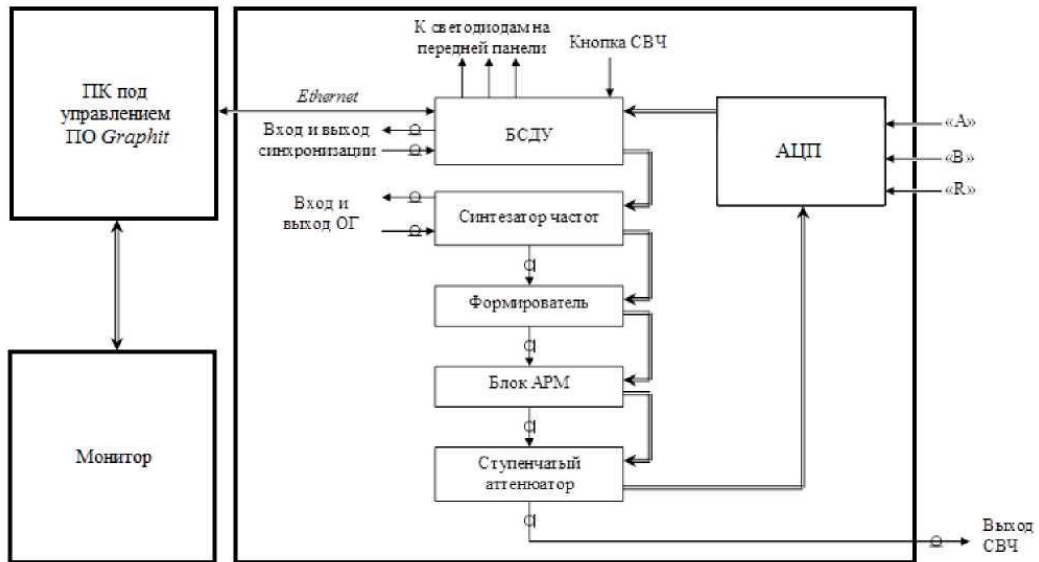 К светодиодам на
передней панели
Кнопка СВЧ
ПК под
управлением
ПО Graphit
Ethernet
БСДУ
Вход и выход
синхронизации
АЦП
«А»
«В»
«R»
Вход и
выход ОГ
Синтезатор частот
Формирователь
Блок АРМ
Монитор
Ступенчатый
аттенюатор
Выход
СВЧ